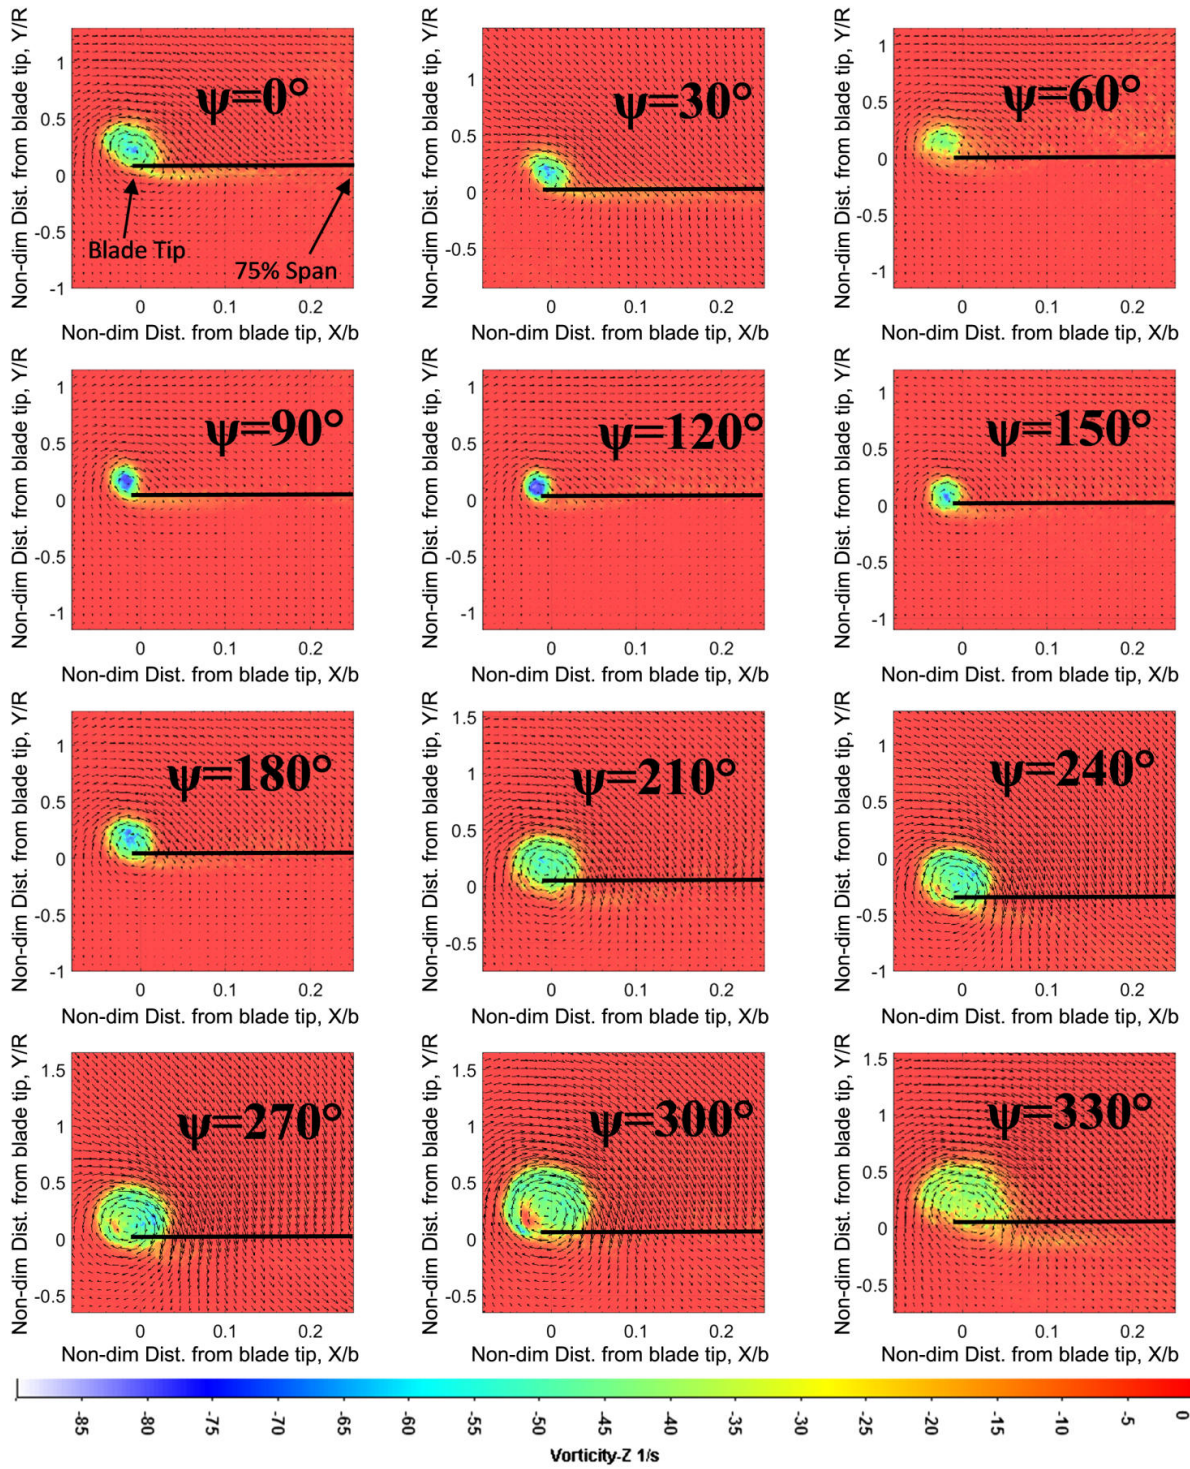 Non-dim Dist. from blade tip, Y/R
1
0.5
0
-0.5
-1
ψ=0°
Blade Tip
75% Span
0
0.1
0.2
Non-dim Dist. from blade tip, X/b
Non-dim Dist. from blade tip, Y/R
1
0.5
0
-0.5
ψ=30°
0
0.1
0.2
Non-dim Dist. from blade tip, X/b
Non-dim Dist. from blade tip, Y/R
1
0.5
0
-0.5
-1
ψ=60°
0
0.1
0.2
Non-dim Dist. from blade tip, X/b
Non-dim Dist. from blade tip, Y/R
1
0.5
0
-0.5
-1
ψ=90°
0
0.1
0.2
Non-dim Dist. from blade tip, X/b
Non-dim Dist. from blade tip, Y/R
1
0.5
0
-0.5
-1
ψ=120°
0
0.1
0.2
Non-dim Dist. from blade tip, X/b
Non-dim Dist. from blade tip, Y/R
1
0.5
0
-0.5
-1
ψ=150°
0
0.1
0.2
Non-dim Dist. from blade tip, X/b
Non-dim Dist. from blade tip, Y/R
1
0.5
0
-0.5
-1
ψ=180°
0
0.1
0.2
Non-dim Dist. from blade tip, X/b
Non-dim Dist. from blade tip, Y/R
1.5
1
0.5
0
-0.5
ψ=210°
0
0.1
0.2
Non-dim Dist. from blade tip, X/b
Non-dim Dist. from blade tip, Y/R
1
0.5
0
-0.5
-1
ψ=240°
0
0.1
0.2
Non-dim Dist. from blade tip, X/b
Non-dim Dist. from blade tip, Y/R
1.5
1
0.5
0
-0.5
ψ=270°
0
0.1
0.2
Non-dim Dist. from blade tip, X/b
Non-dim Dist. from blade tip, Y/R
1.5
1
0.5
0
-0.5
ψ=300°
0
0.1
0.2
Non-dim Dist. from blade tip, X/b
Non-dim Dist. from blade tip, Y/R
1.5
1
0.5
0
-0.5
ψ=330°
0
0.1
0.2
Non-dim Dist. from blade tip, X/b
-85 -80 -75 -70 -65 -60 -55 -50 -45 -40 -35 -30 -25 -20 -15 -10 -5 0
Vorticity-Z 1/s